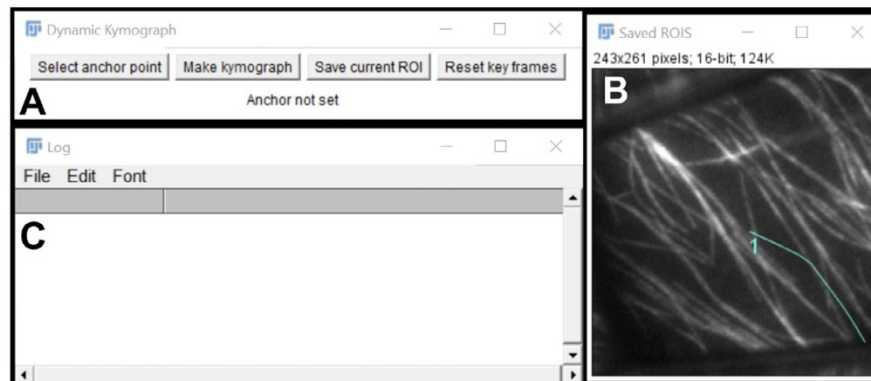 Dynamic Kymograph
Select anchor point Make kymograph Save current ROI Reset key frames
A
Anchor not set
Log
File Edit Font
C
Saved ROIS
243x261 pixels; 16-bit; 124K
B
1